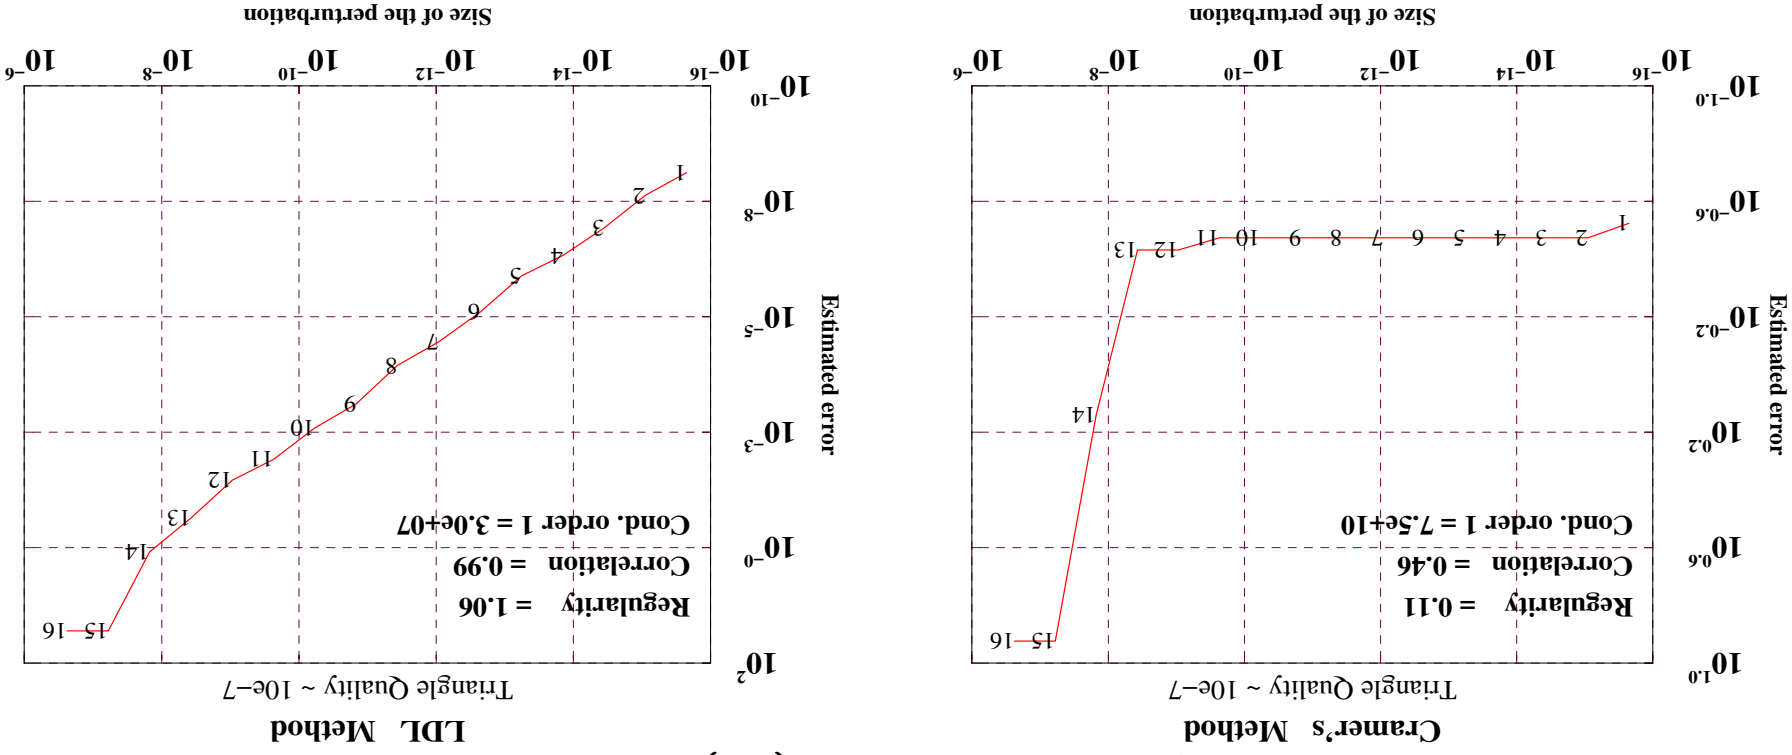 Cramer's Method
Triangle Quality ~ 10e−7
10^1.0
10^0.6
10^0.2
10^−0.2
10^−0.6
10^−1.0
Estimated error
Regularity = 0.11
Correlation = 0.46
Cond. order 1 = 7.5e+10
1 2 3 4 5 6 7 8 9 10 11 12 13 14 15 16
10^−16 10^−14 10^−12 10^−10 10^−8 10^−6
Size of the perturbation
LDL Method
Triangle Quality ~ 10e−7
10^2
10^−0
10^−3
10^−5
10^−8
10^−10
Estimated error
Regularity = 1.06
Correlation = 0.99
Cond. order 1 = 3.0e+07
1 2 3 4 5 6 7 8 9 10 11 12 13 14 15 16
10^−16 10^−14 10^−12 10^−10 10^−8 10^−6
Size of the perturbation